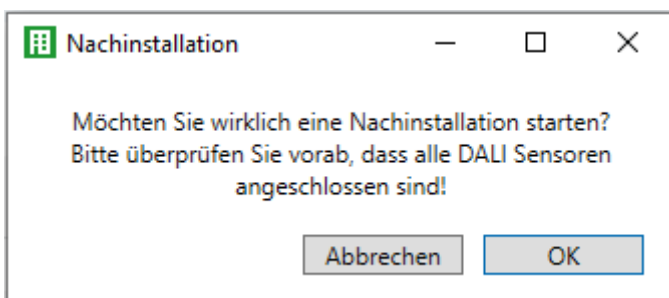 Nachinstallation
Möchten Sie wirklich eine Nachinstallation starten?
Bitte überprüfen Sie vorab, dass alle DALI Sensoren
angeschlossen sind!
Abbrechen OK